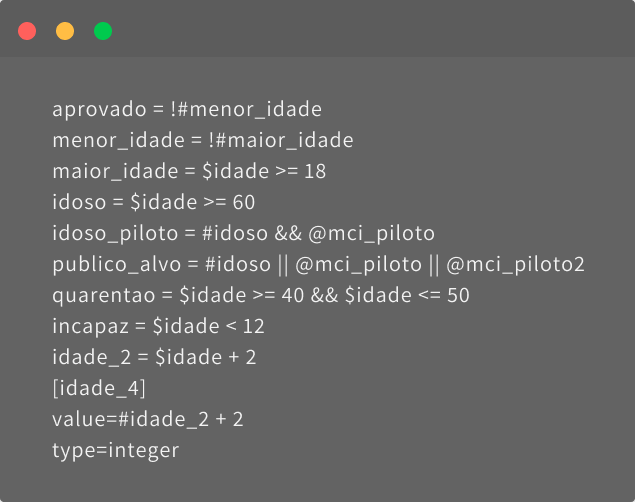 aprovado = !#menor_idade
menor_idade = !#maior_idade
maior_idade = $idade >= 18
idoso = $idade >= 60
idoso_piloto = #idoso && @mci_piloto
publico_alvo = #idoso || @mci_piloto || @mci_piloto2
quarentao = $idade >= 40 && $idade <= 50
incapaz = $idade < 12
idade_2 = $idade + 2
[idade_4]
value=#idade_2 + 2
type=integer